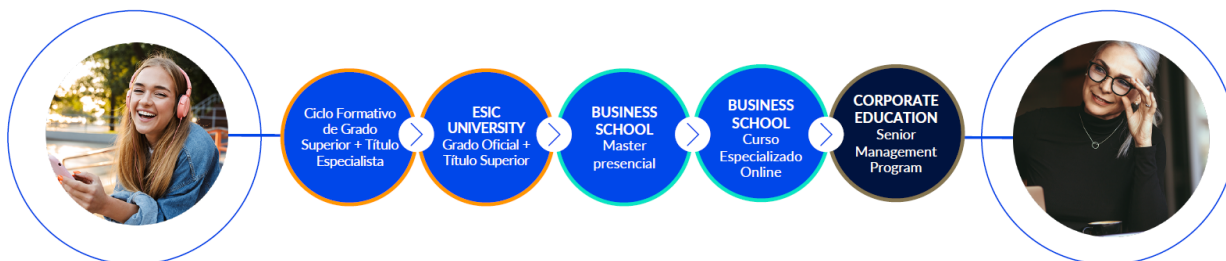 Ciclo Formativo
de Grado
Superior + Título
Especialista
ESIC
UNIVERSITY
Grado Oficial +
Título Superior
BUSINESS
SCHOOL
Master
presencial
BUSINESS
SCHOOL
Curso
Especializado
Online
CORPORATE
EDUCATION
Senior
Management
Program